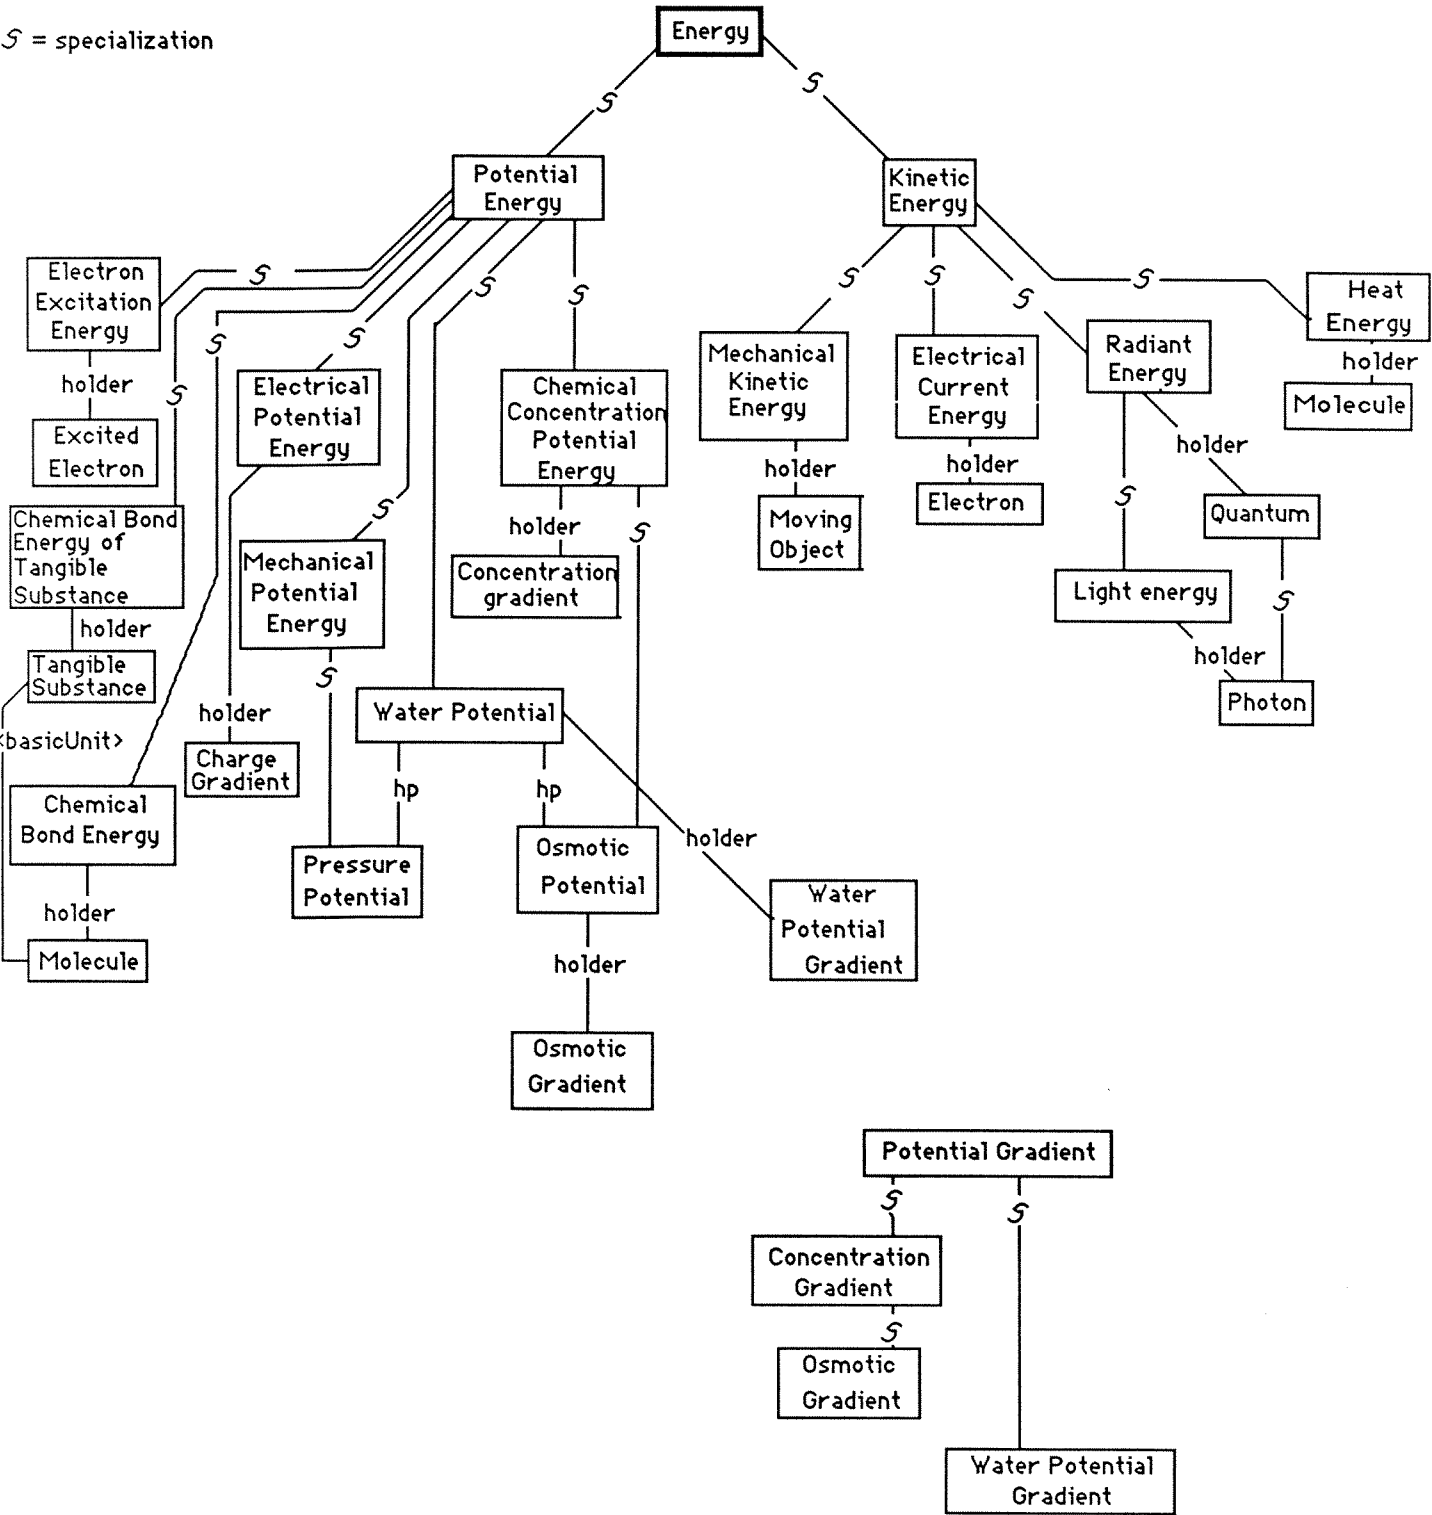 S = specialization
Energy
S
S
Potential
Energy
Kinetic
Energy
Electron
Excitation
Energy
S
S
S
S
S
S
S
S
S
S
S
Heat
Energy
holder
Molecule
holder
Excited
Electron
Electrical
Potential
Energy
Chemical
Concentration
Potential
Energy
Mechanical
Kinetic
Energy
Electrical
Current
Energy
Radiant
Energy
holder
Moving
Object
holder
Electron
holder
Quantum
S
S
Light energy
holder
Photon
Chemical Bond
Energy of
Tangible
Substance
holder
Tangible
Substance
<basicUnit>
S
Mechanical
Potential
Energy
S
holder
Concentration
gradient
S
holder
Charge
Gradient
Water Potential
hp
hp
holder
Chemical
Bond Energy
holder
Molecule
Pressure
Potential
Osmotic
Potential
holder
Osmotic
Gradient
Water
Potential
Gradient
Potential Gradient
S
S
Concentration
Gradient
S
Osmotic
Gradient
Water Potential
Gradient